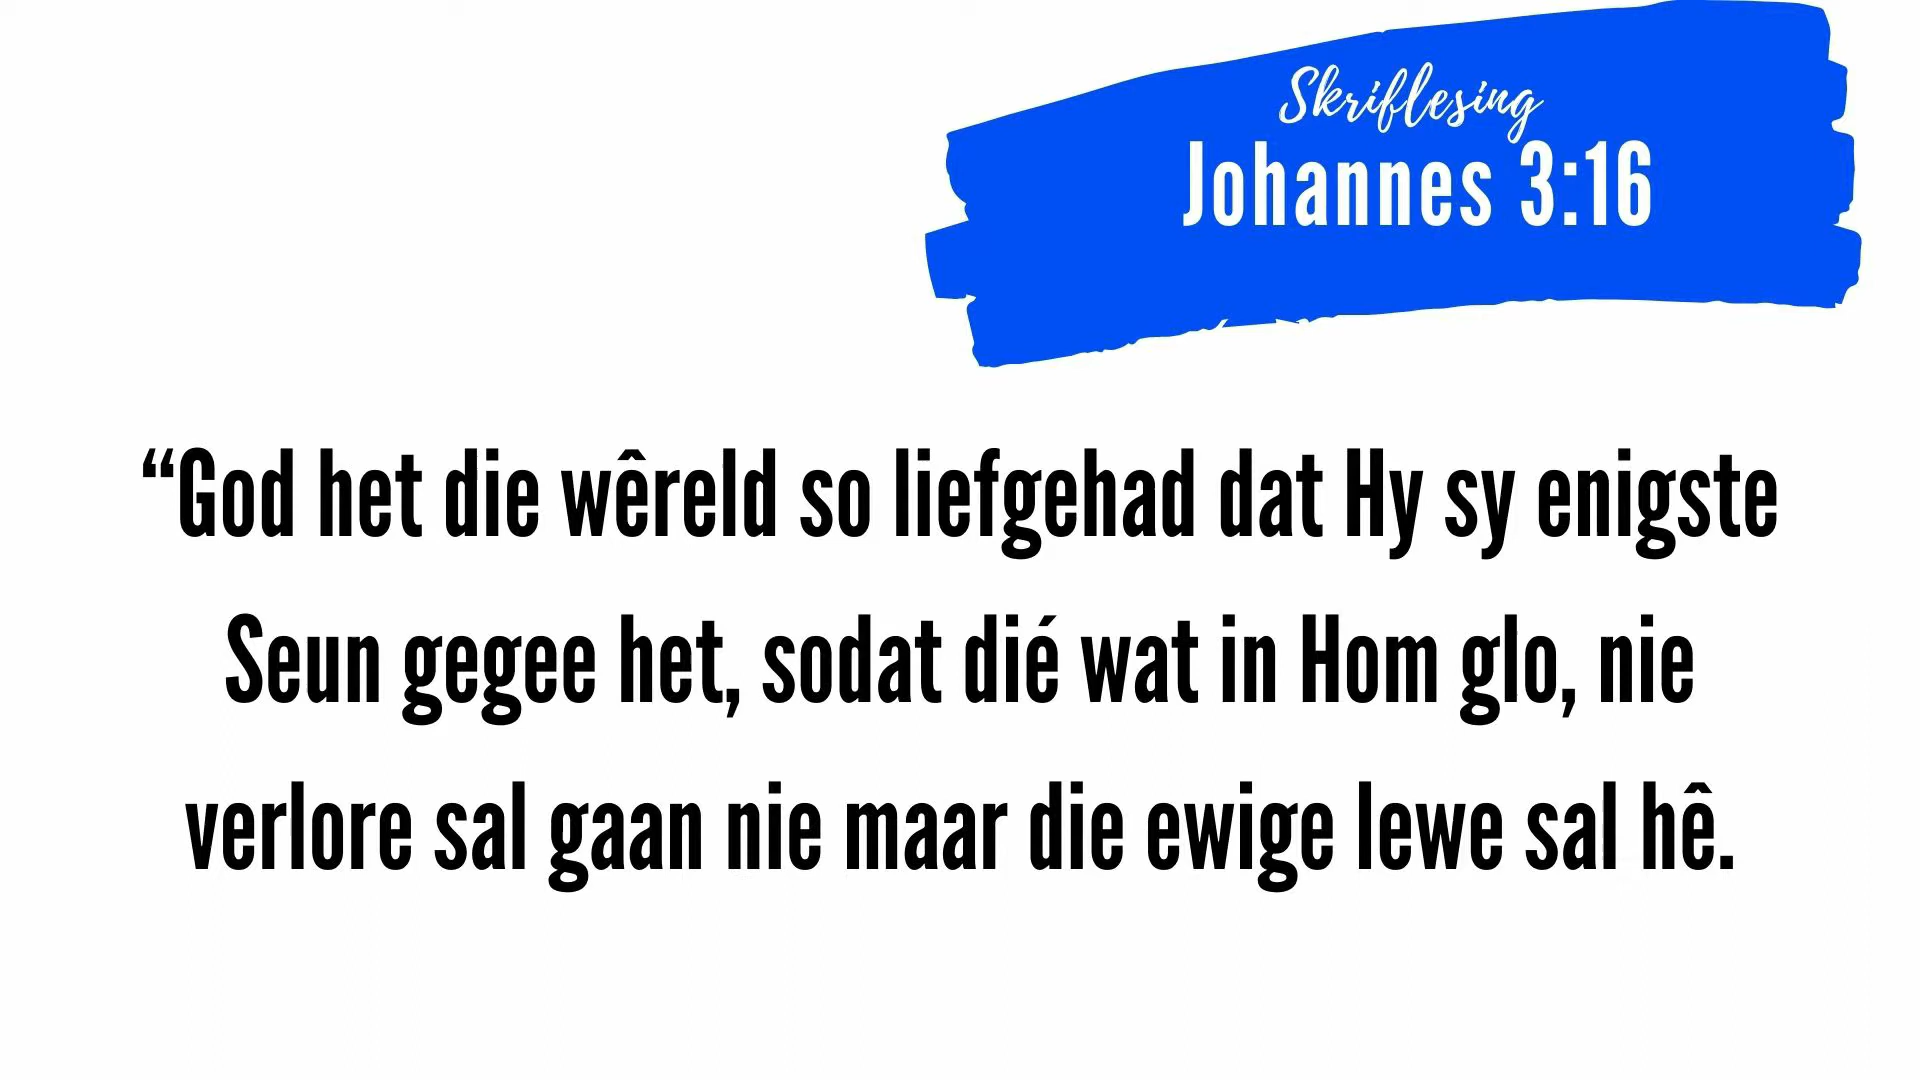 Skriflesing
Johannes 3:16
“God het die wêreld so liefgehad dat Hy sy enigste
Seun gegee het, sodat dié wat in Hom glo, nie
verlore sal gaan nie maar die ewige lewe sal hê.